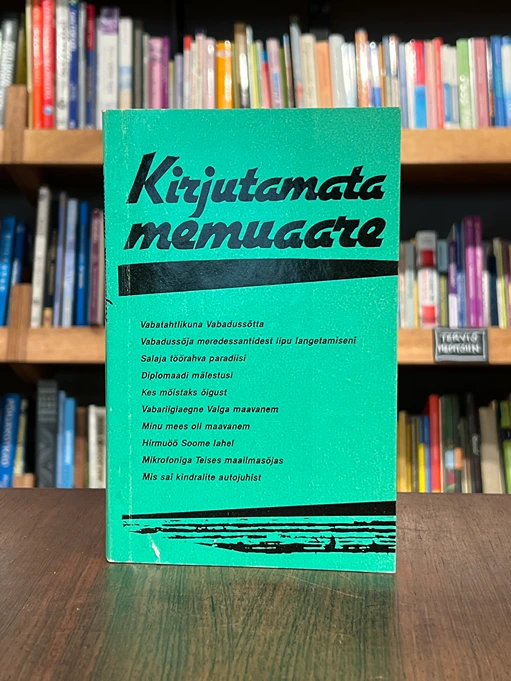 Kirjutamata
memuaare
Vabatahtlikuna Vabadussõtta
Vabadussõja meredessantidest lipu langetamiseni
Salaja töörahva paradiisi
Diplomaadi mälestusi
Kes mõistaks õigust
Vabariigiaegne Valga maavanem
Minu mees oli maavanem
Hirmuöö Soome lahel
Mikrofoniga Teises maailmasõjas
Mis sai kindralite autojuhist
TERVIS
MEDITSIIN